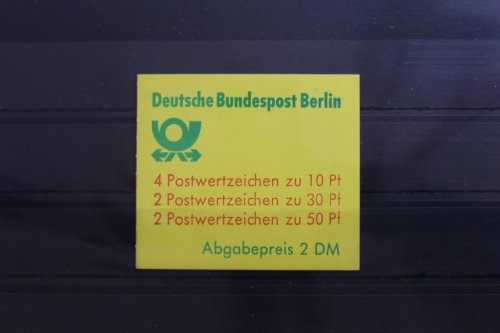 Deutsche Bundespost Berlin
4 Postwertzeichen zu 10 Pf
2 Postwertzeichen zu 30 Pf
2 Postwertzeichen zu 50 Pf
Abgabepreis 2 DM